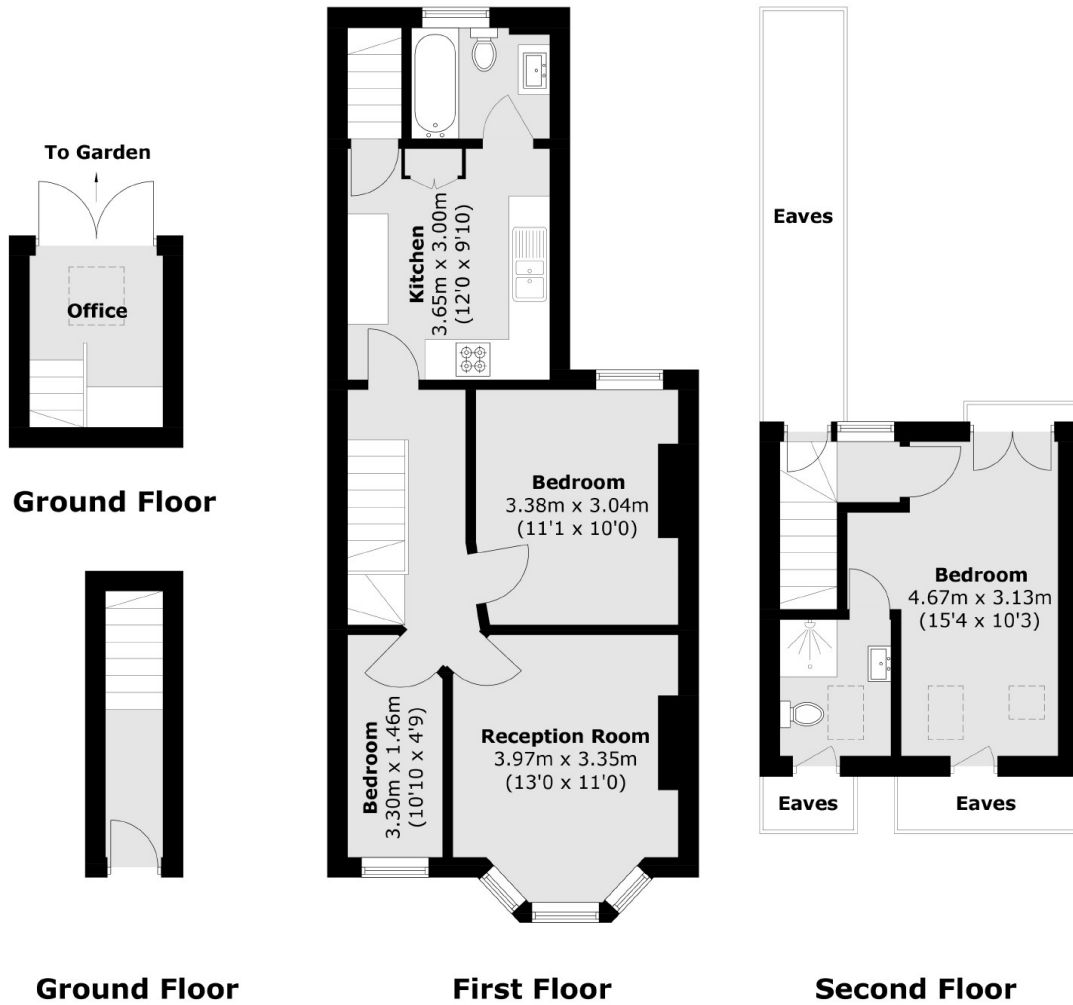 To Garden
Office
Ground Floor
Ground Floor
Kitchen
3.65m x 3.00m
(12'0 x 9'10)
Bedroom
3.38m x 3.04m
(11'1 x 10'0)
Bedroom
3.30m x 1.46m
(10'10 x 4'9)
Reception Room
3.97m x 3.35m
(13'0 x 11'0)
First Floor
Eaves
Bedroom
4.67m x 3.13m
(15'4 x 10'3)
Eaves
Eaves
Second Floor